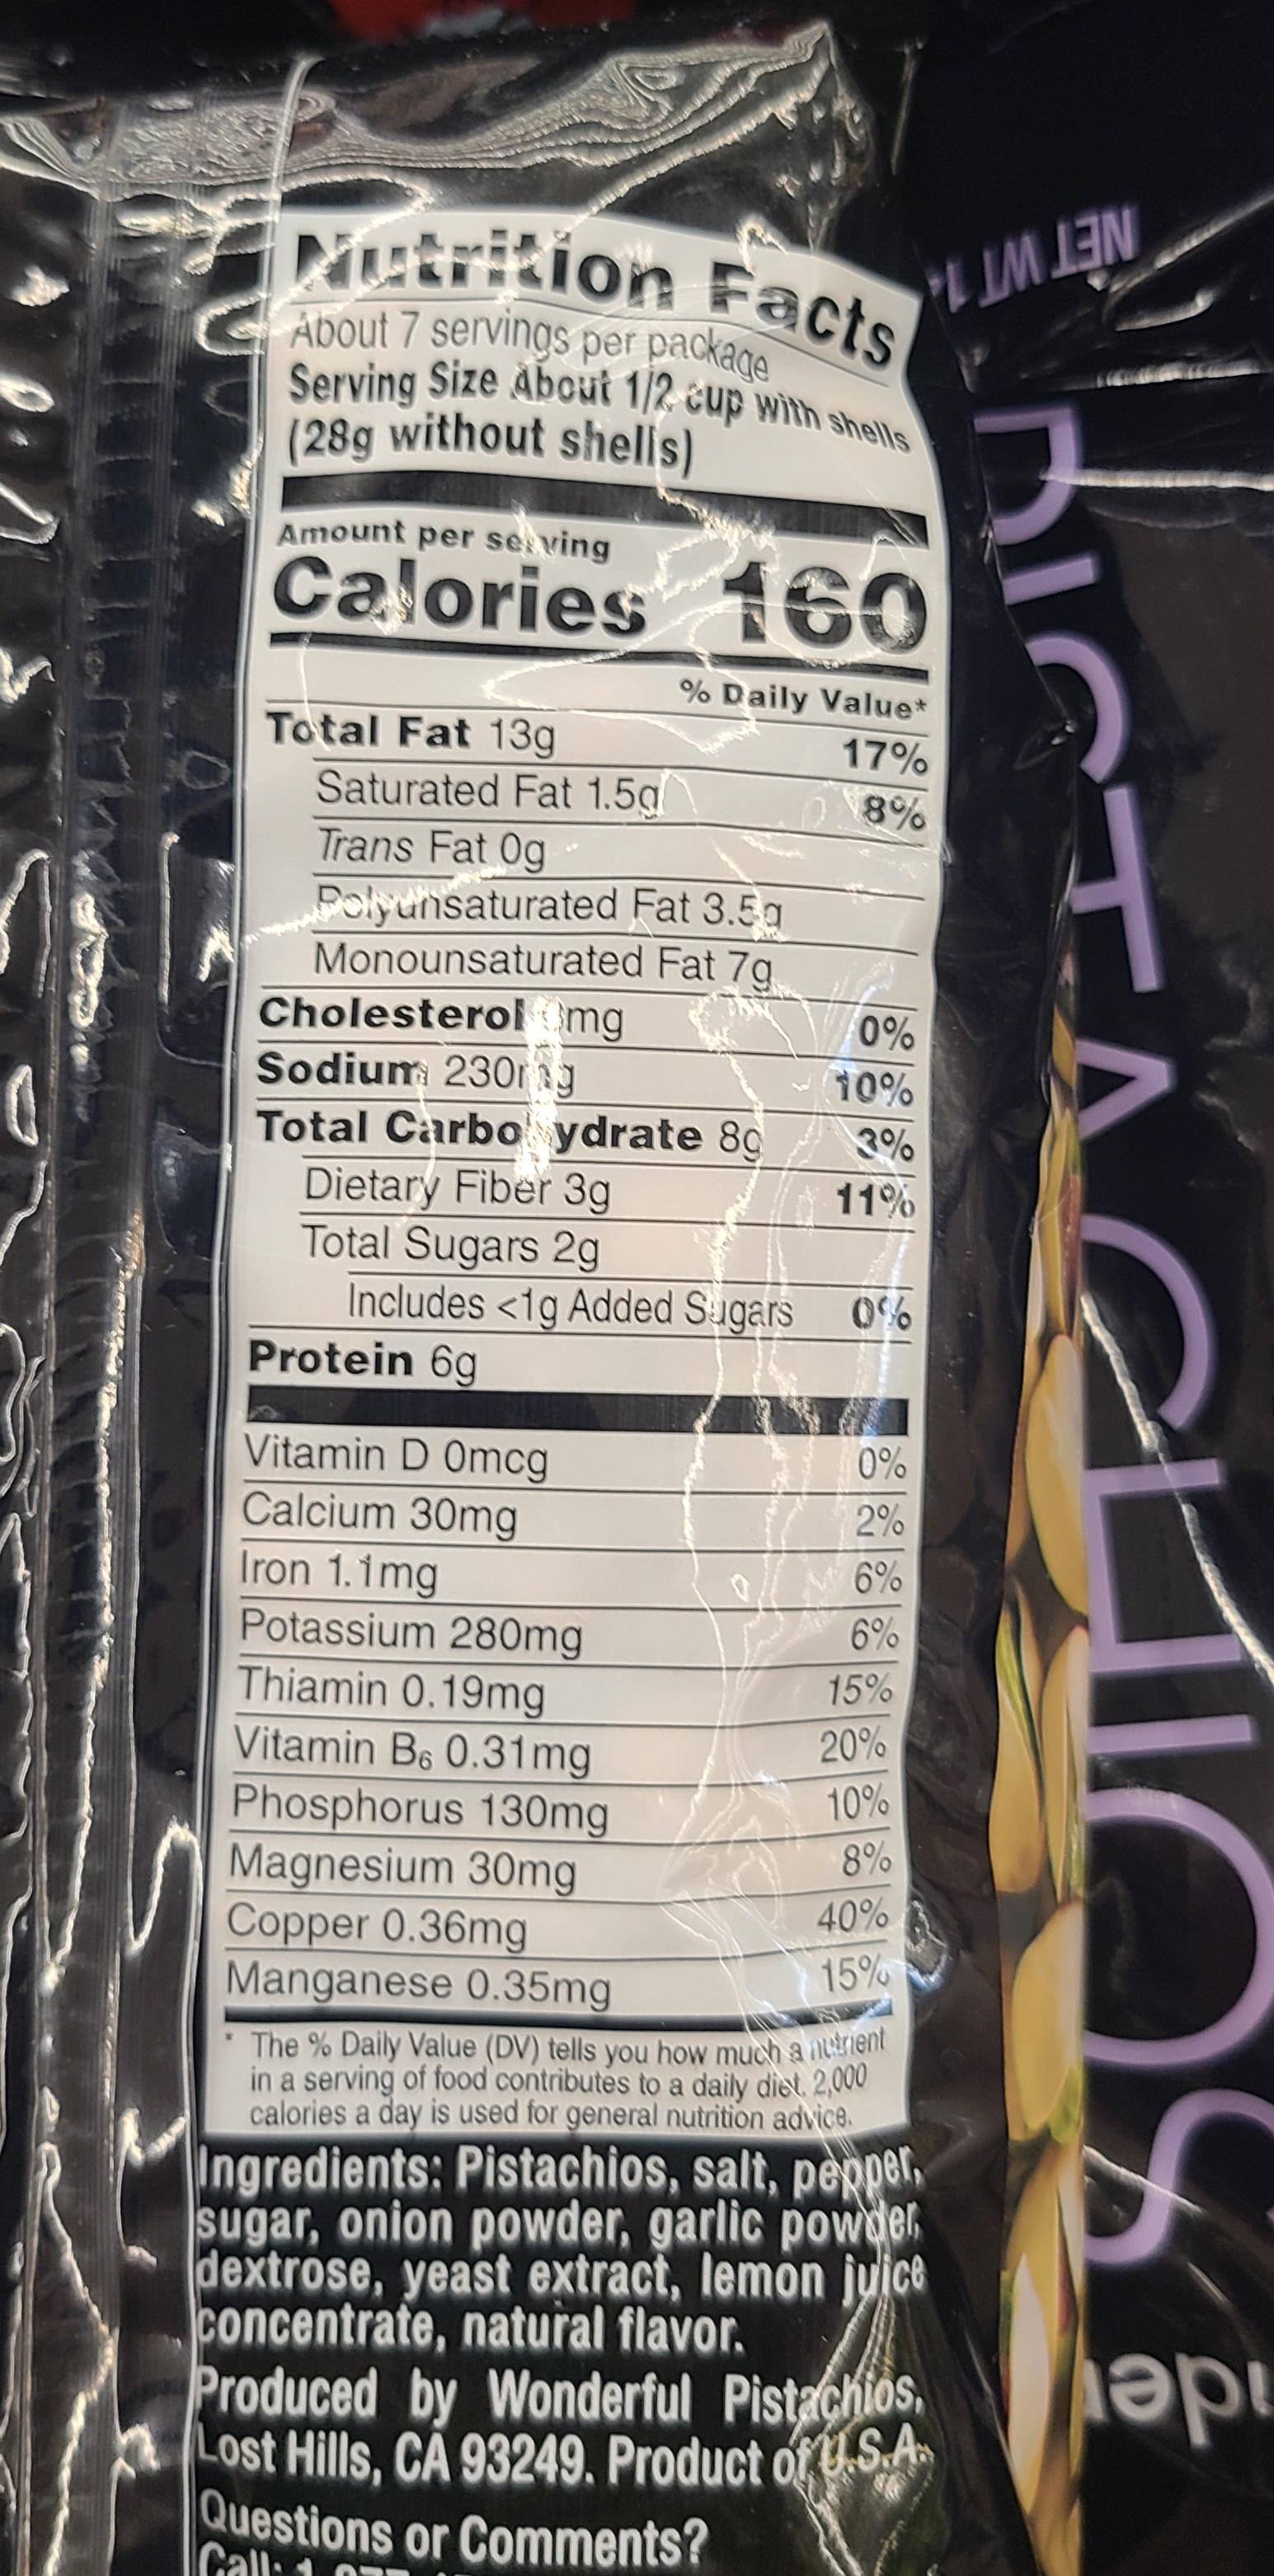 Nutrition Facts
About 7 servings per package
Serving Size About 1/2 cup with shells
(28g without shells)
Amount per serving
Calories 160
% Daily Value*
Total Fat 13g 17%
Saturated Fat 1.5g 8%
Trans Fat 0g
Polyunsaturated Fat 3.5g
Monounsaturated Fat 7g
Cholesterol 0mg 0%
Sodium 230mg 10%
Total Carbohydrate 8g 3%
Dietary Fiber 3g 11%
Total Sugars 2g
Includes <1g Added Sugars 0%
Protein 6g
Vitamin D 0mcg 0%
Calcium 30mg 2%
Iron 1.1mg 6%
Potassium 280mg 6%
Thiamin 0.19mg 15%
Vitamin B6 0.31mg 20%
Phosphorus 130mg 10%
Magnesium 30mg 8%
Copper 0.36mg 40%
Manganese 0.35mg 15%
* The % Daily Value (DV) tells you how much a nutrient
in a serving of food contributes to a daily diet. 2,000
calories a day is used for general nutrition advice.
Ingredients: Pistachios, salt, pepper,
sugar, onion powder, garlic powder,
dextrose, yeast extract, lemon juice
concentrate, natural flavor.
Produced by Wonderful Pistachios,
Lost Hills, CA 93249. Product of U.S.A.
Questions or Comments?
Call: 1
NET WT
PISTACHIOS